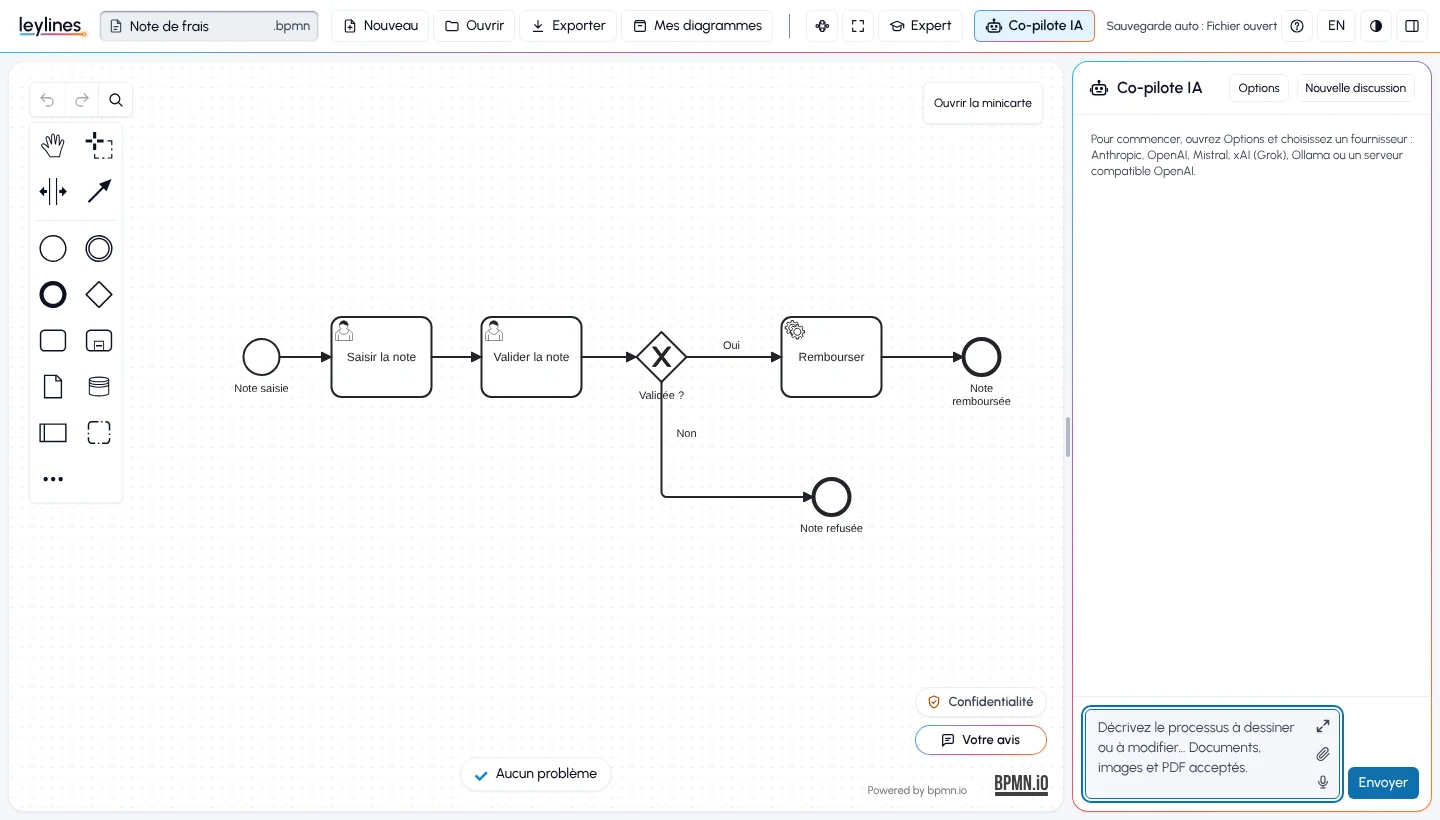 leylines
Note de frais .bpmn
Nouveau
Ouvrir
Exporter
Mes diagrammes
Expert
Co-pilote IA
Sauvegarde auto : Fichier ouvert
EN
Ouvrir la minicarte
Note saisie
Saisir la note
Valider la note
Validée ?
Oui
Non
Rembourser
Note
remboursée
Note refusée
Confidentialité
Votre avis
Aucun problème
Powered by bpmn.io
BPMN.iO
Co-pilote IA
Options
Nouvelle discussion
Pour commencer, ouvrez Options et choisissez un fournisseur :
Anthropic, OpenAI, Mistral, xAI (Grok), Ollama ou un serveur
compatible OpenAI.
Décrivez le processus à dessiner
ou à modifier… Documents,
images et PDF acceptés.
Envoyer